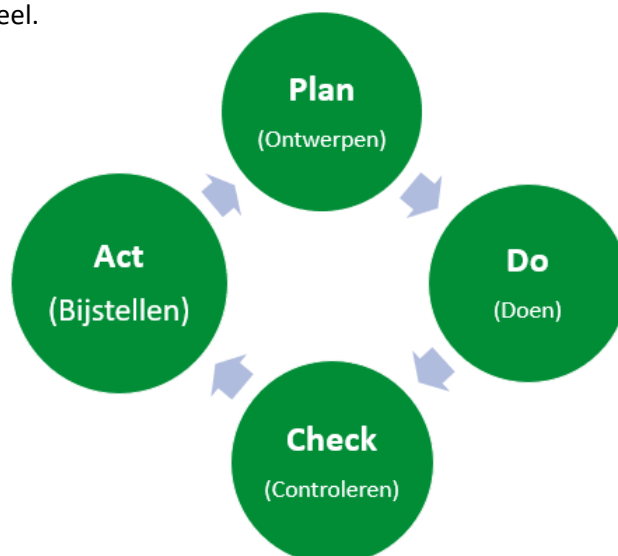 eel.
Plan
(Ontwerpen)
Do
(Doen)
Check
(Controleren)
Act
(Bijstellen)